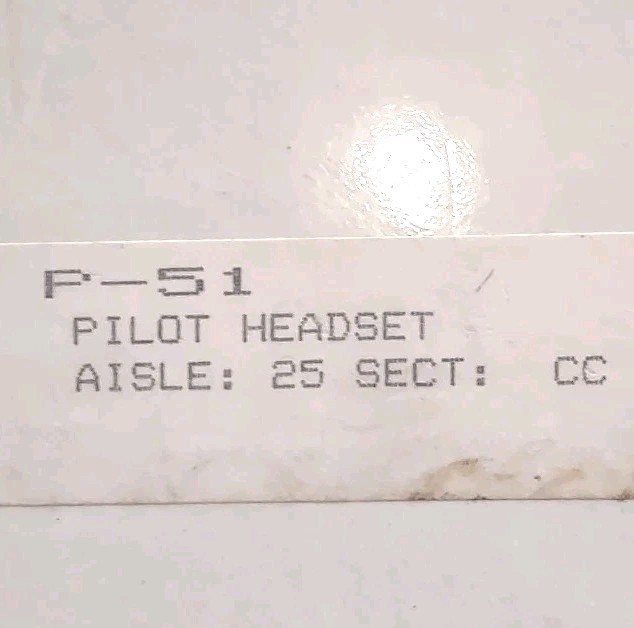 P-51
PILOT HEADSET
AISLE: 25 SECT: CC